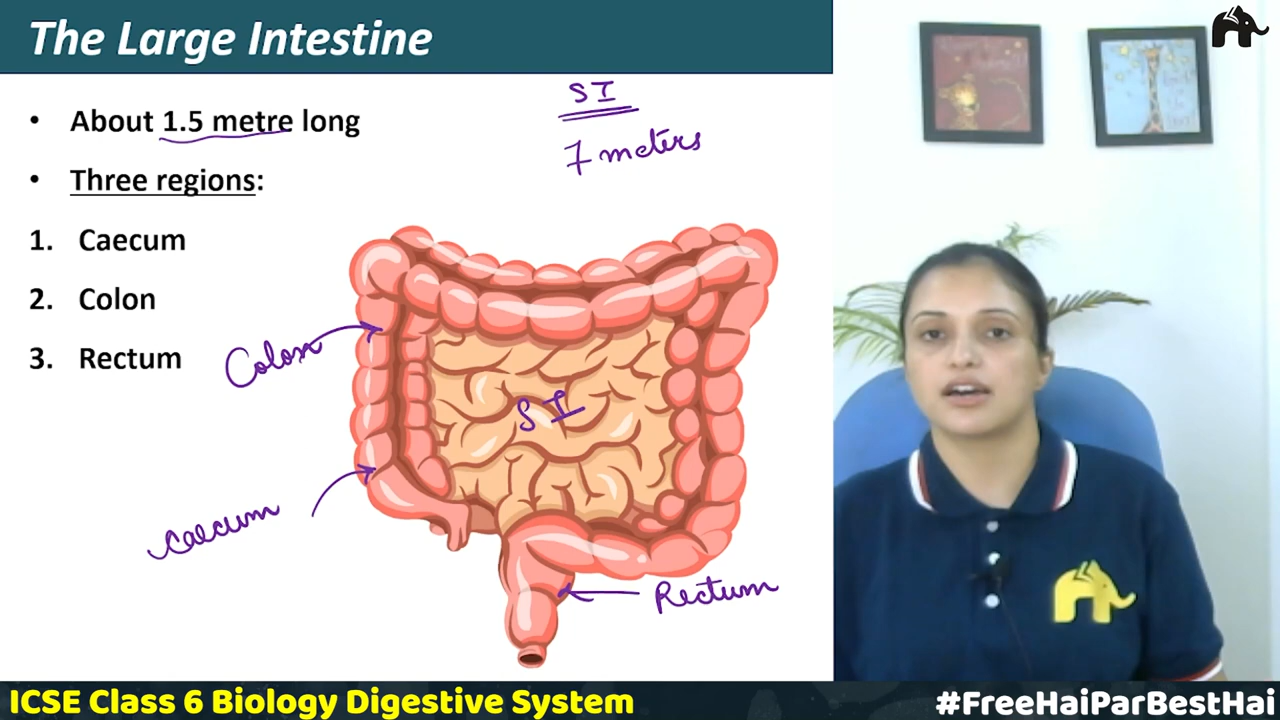 The Large Intestine
• About 1.5 metre long
• Three regions:
1. Caecum
2. Colon
3. Rectum
SI
7 meters
Colon
SI
Caecum
Rectum
ICSE Class 6 Biology Digestive System
#FreeHaiParBestHai